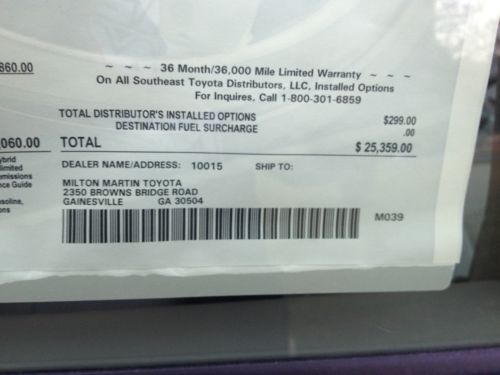 860.00
~ ~ ~ 36 Month/36,000 Mile Limited Warranty ~ ~ ~
On All Southeast Toyota Distributors, LLC, Installed Options
For Inquires, Call 1-800-301-6859
TOTAL DISTRIBUTOR'S INSTALLED OPTIONS $299.00
DESTINATION FUEL SURCHARGE .00
060.00 TOTAL $ 25,359.00
DEALER NAME/ADDRESS: 10015 SHIP TO:
MILTON MARTIN TOYOTA
2350 BROWNS BRIDGE ROAD
GAINESVILLE GA 30504
M039
ybrid
limited
emissions
nce Guide
asoline,
ons